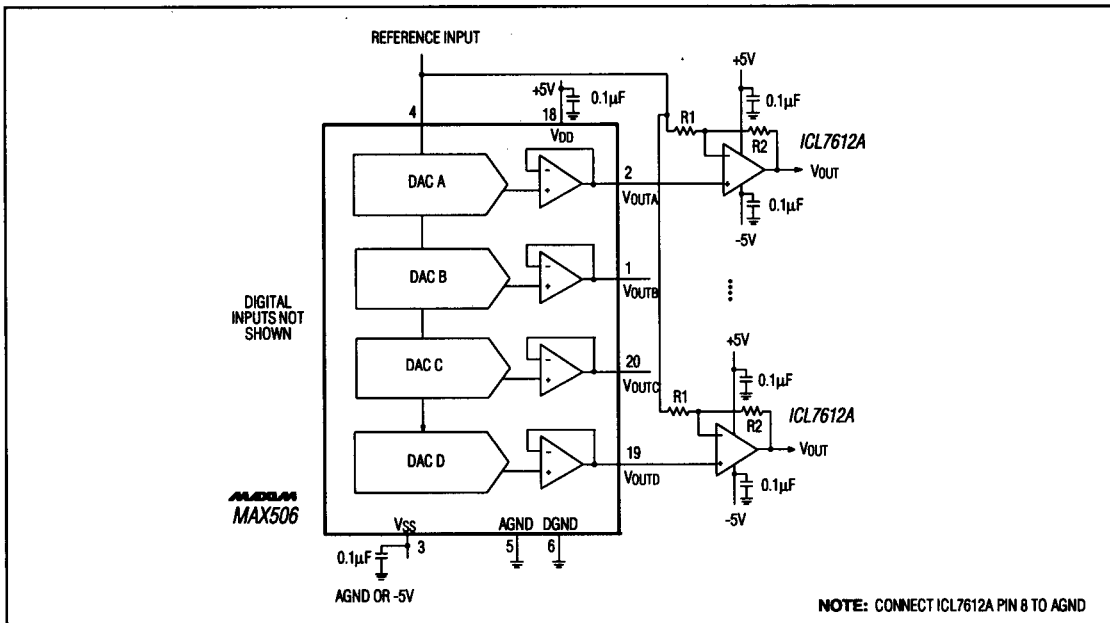 REFERENCE INPUT
4
+5V
0.1µF
18
VDD
+5V
0.1µF
R1
R2
ICL7612A
VOUT
0.1µF
-5V
DAC A
2
VOUTA
DAC B
1
VOUTB
DIGITAL
INPUTS NOT
SHOWN
DAC C
20
VOUTC
+5V
0.1µF
R1
R2
ICL7612A
VOUT
0.1µF
-5V
DAC D
19
VOUTD
MAXIM
MAX506
VSS
AGND
DGND
0.1µF
3
5
6
AGND OR -5V
NOTE: CONNECT ICL7612A PIN 8 TO AGND